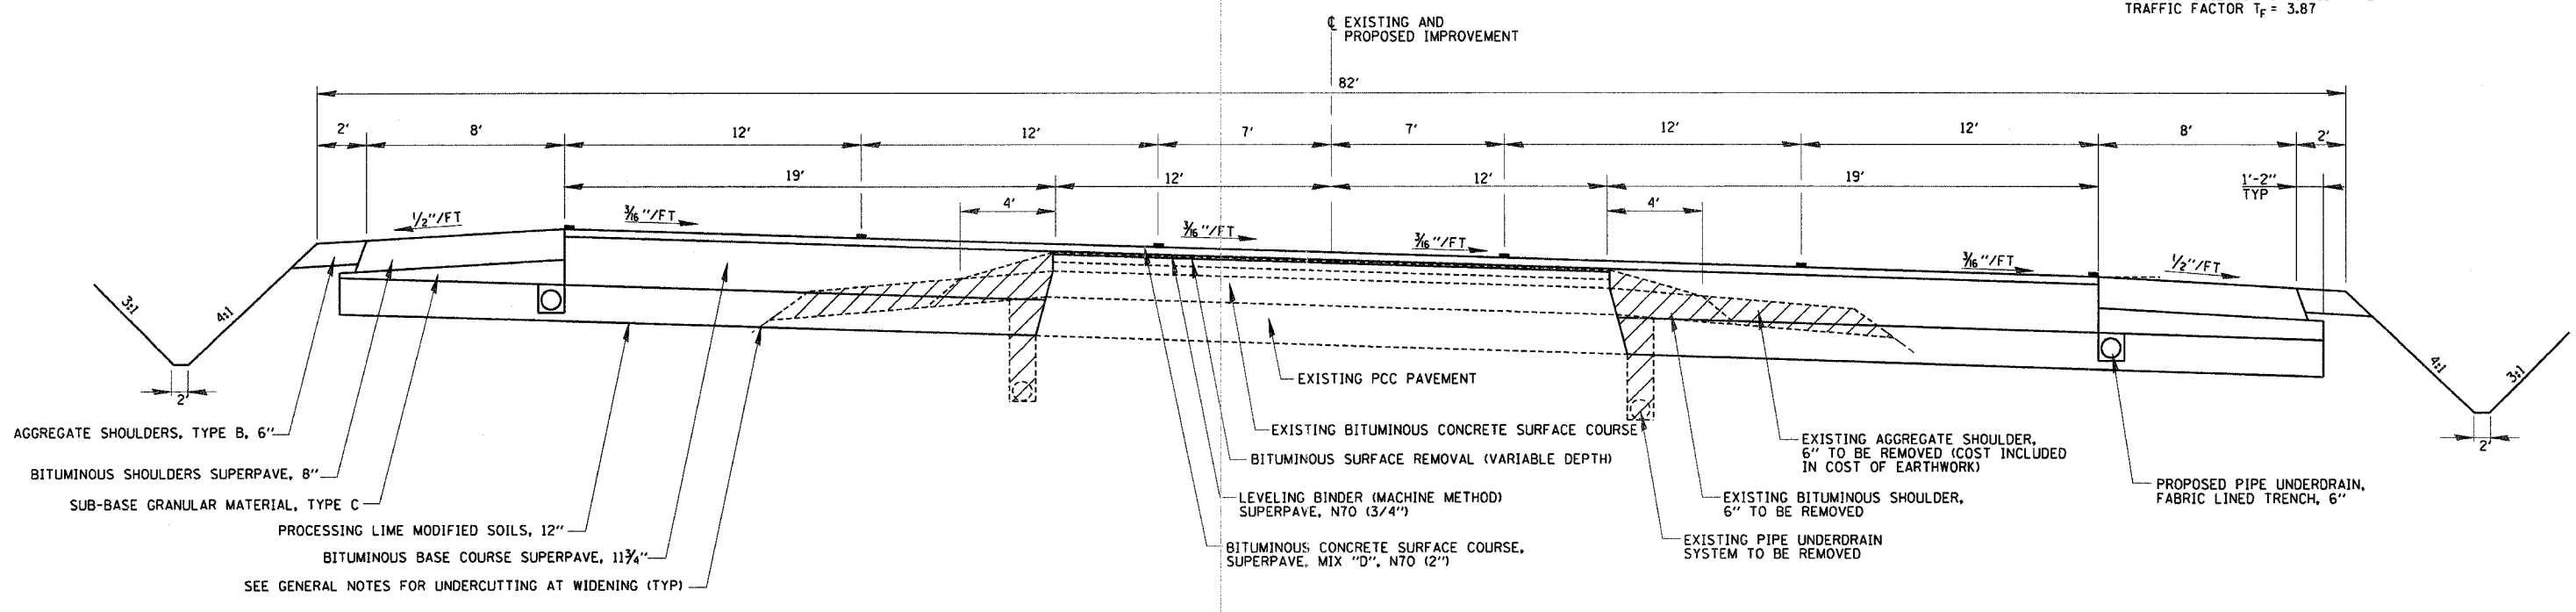 TRAFFIC FACTOR TF = 3.87
℄ EXISTING AND
PROPOSED IMPROVEMENT
82'
2'
8'
12'
12'
7'
7'
12'
12'
8'
2'
19'
12'
12'
19'
1'-2"
TYP
4'
4'
1/2"/FT
3/16"/FT
3/16"/FT
3/16"/FT
3/16"/FT
1/2"/FT
3:1
4:1
4:1
3:1
2'
2'
EXISTING PCC PAVEMENT
AGGREGATE SHOULDERS, TYPE B, 6"
BITUMINOUS SHOULDERS SUPERPAVE, 8"
SUB-BASE GRANULAR MATERIAL, TYPE C
PROCESSING LIME MODIFIED SOILS, 12"
BITUMINOUS BASE COURSE SUPERPAVE, 11 3/4"
SEE GENERAL NOTES FOR UNDERCUTTING AT WIDENING (TYP)
EXISTING BITUMINOUS CONCRETE SURFACE COURSE
BITUMINOUS SURFACE REMOVAL (VARIABLE DEPTH)
LEVELING BINDER (MACHINE METHOD)
SUPERPAVE, N70 (3/4")
BITUMINOUS CONCRETE SURFACE COURSE,
SUPERPAVE, MIX "D", N70 (2")
EXISTING AGGREGATE SHOULDER,
6" TO BE REMOVED (COST INCLUDED
IN COST OF EARTHWORK)
EXISTING BITUMINOUS SHOULDER,
6" TO BE REMOVED
EXISTING PIPE UNDERDRAIN
SYSTEM TO BE REMOVED
PROPOSED PIPE UNDERDRAIN,
FABRIC LINED TRENCH, 6"